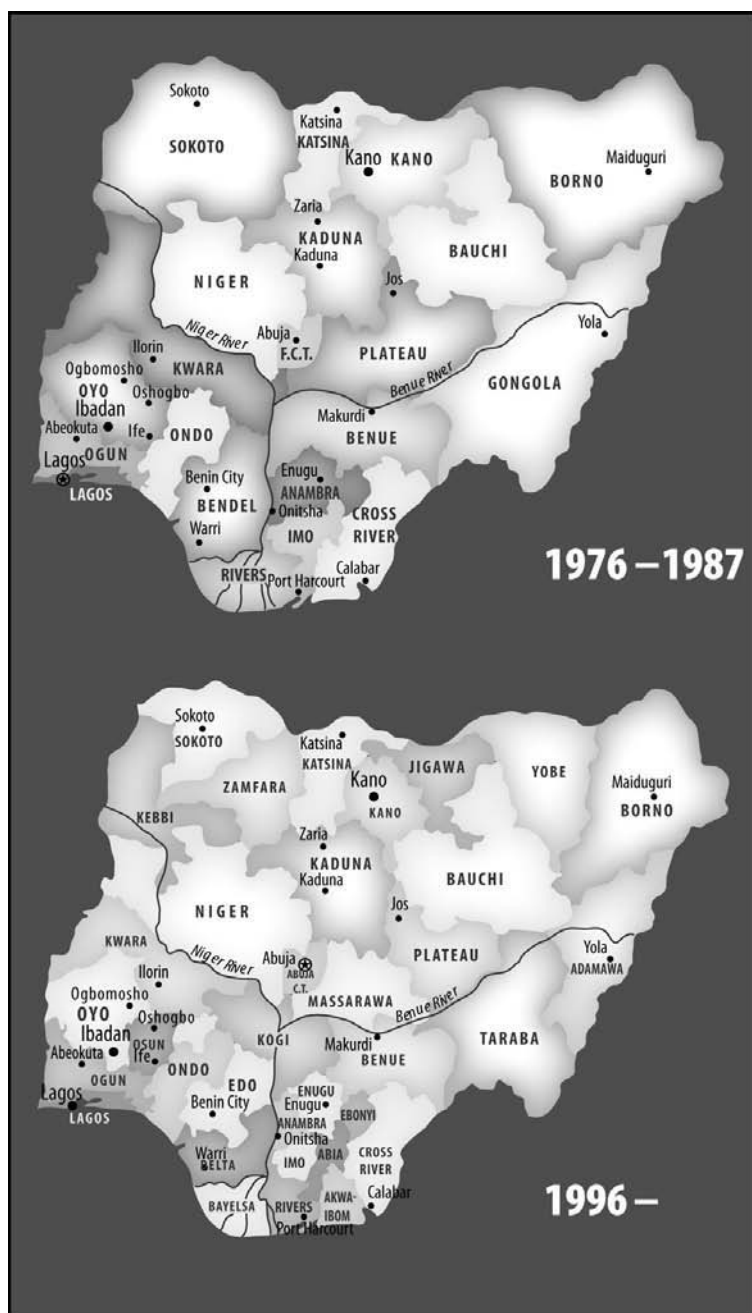 Sokoto
SOKOTO
Katsina
KATSINA
Kano
KANO
Maiduguri
BORNO
Zaria
KADUNA
Kaduna
BAUCHI
NIGER
Jos
Niger River
Abuja
F.C.T.
PLATEAU
Yola
Benue River
GONGOLA
Ilorin
KWARA
Ogbomosho
OYO
Oshogbo
Ibadan
Abeokuta
Ife
ONDO
OGUN
Makurdi
BENUE
Lagos
LAGOS
Benin City
BENDEL
Enugu
ANAMBRA
Onitsha
CROSS
RIVER
IMO
Warri
RIVERS
Port Harcourt
Calabar
1976 – 1987
Sokoto
SOKOTO
Katsina
KATSINA
JIGAWA
YOBE
Kano
KANO
Maiduguri
BORNO
ZAMFARA
KEBBI
Zaria
KADUNA
Kaduna
BAUCHI
NIGER
Jos
KWARA
Niger River
Abuja
ABUJA
C.T.
PLATEAU
Yola
ADAMAWA
MASSARAWA
Benue River
Ilorin
Ogbomosho
OYO
Oshogbo
Ibadan
OSUN
Abeokuta
Ife
OGUN
ONDO
KOGI
Makurdi
BENUE
TARABA
Lagos
LAGOS
EDO
Benin City
ENUGU
Enugu
ANAMBRA
EBONYI
Onitsha
IMO
ABIA
CROSS
RIVER
Warri
DELTA
BAYELSA
RIVERS
Port Harcourt
AKWA-
IBOM
Calabar
1996 –